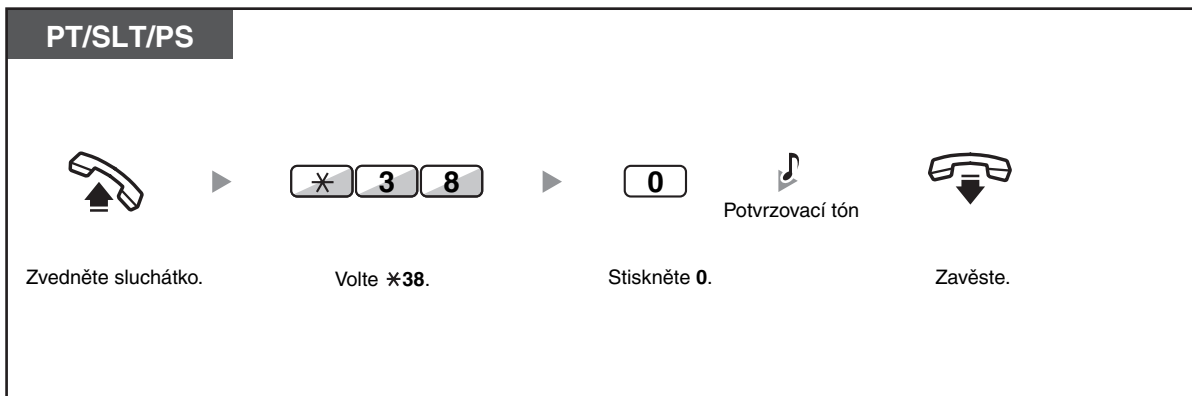 PT/SLT/PS
✳ 3 8
0
Potvrzovací tón
Zvedněte sluchátko.
Volte ✳38.
Stiskněte 0.
Zavěste.